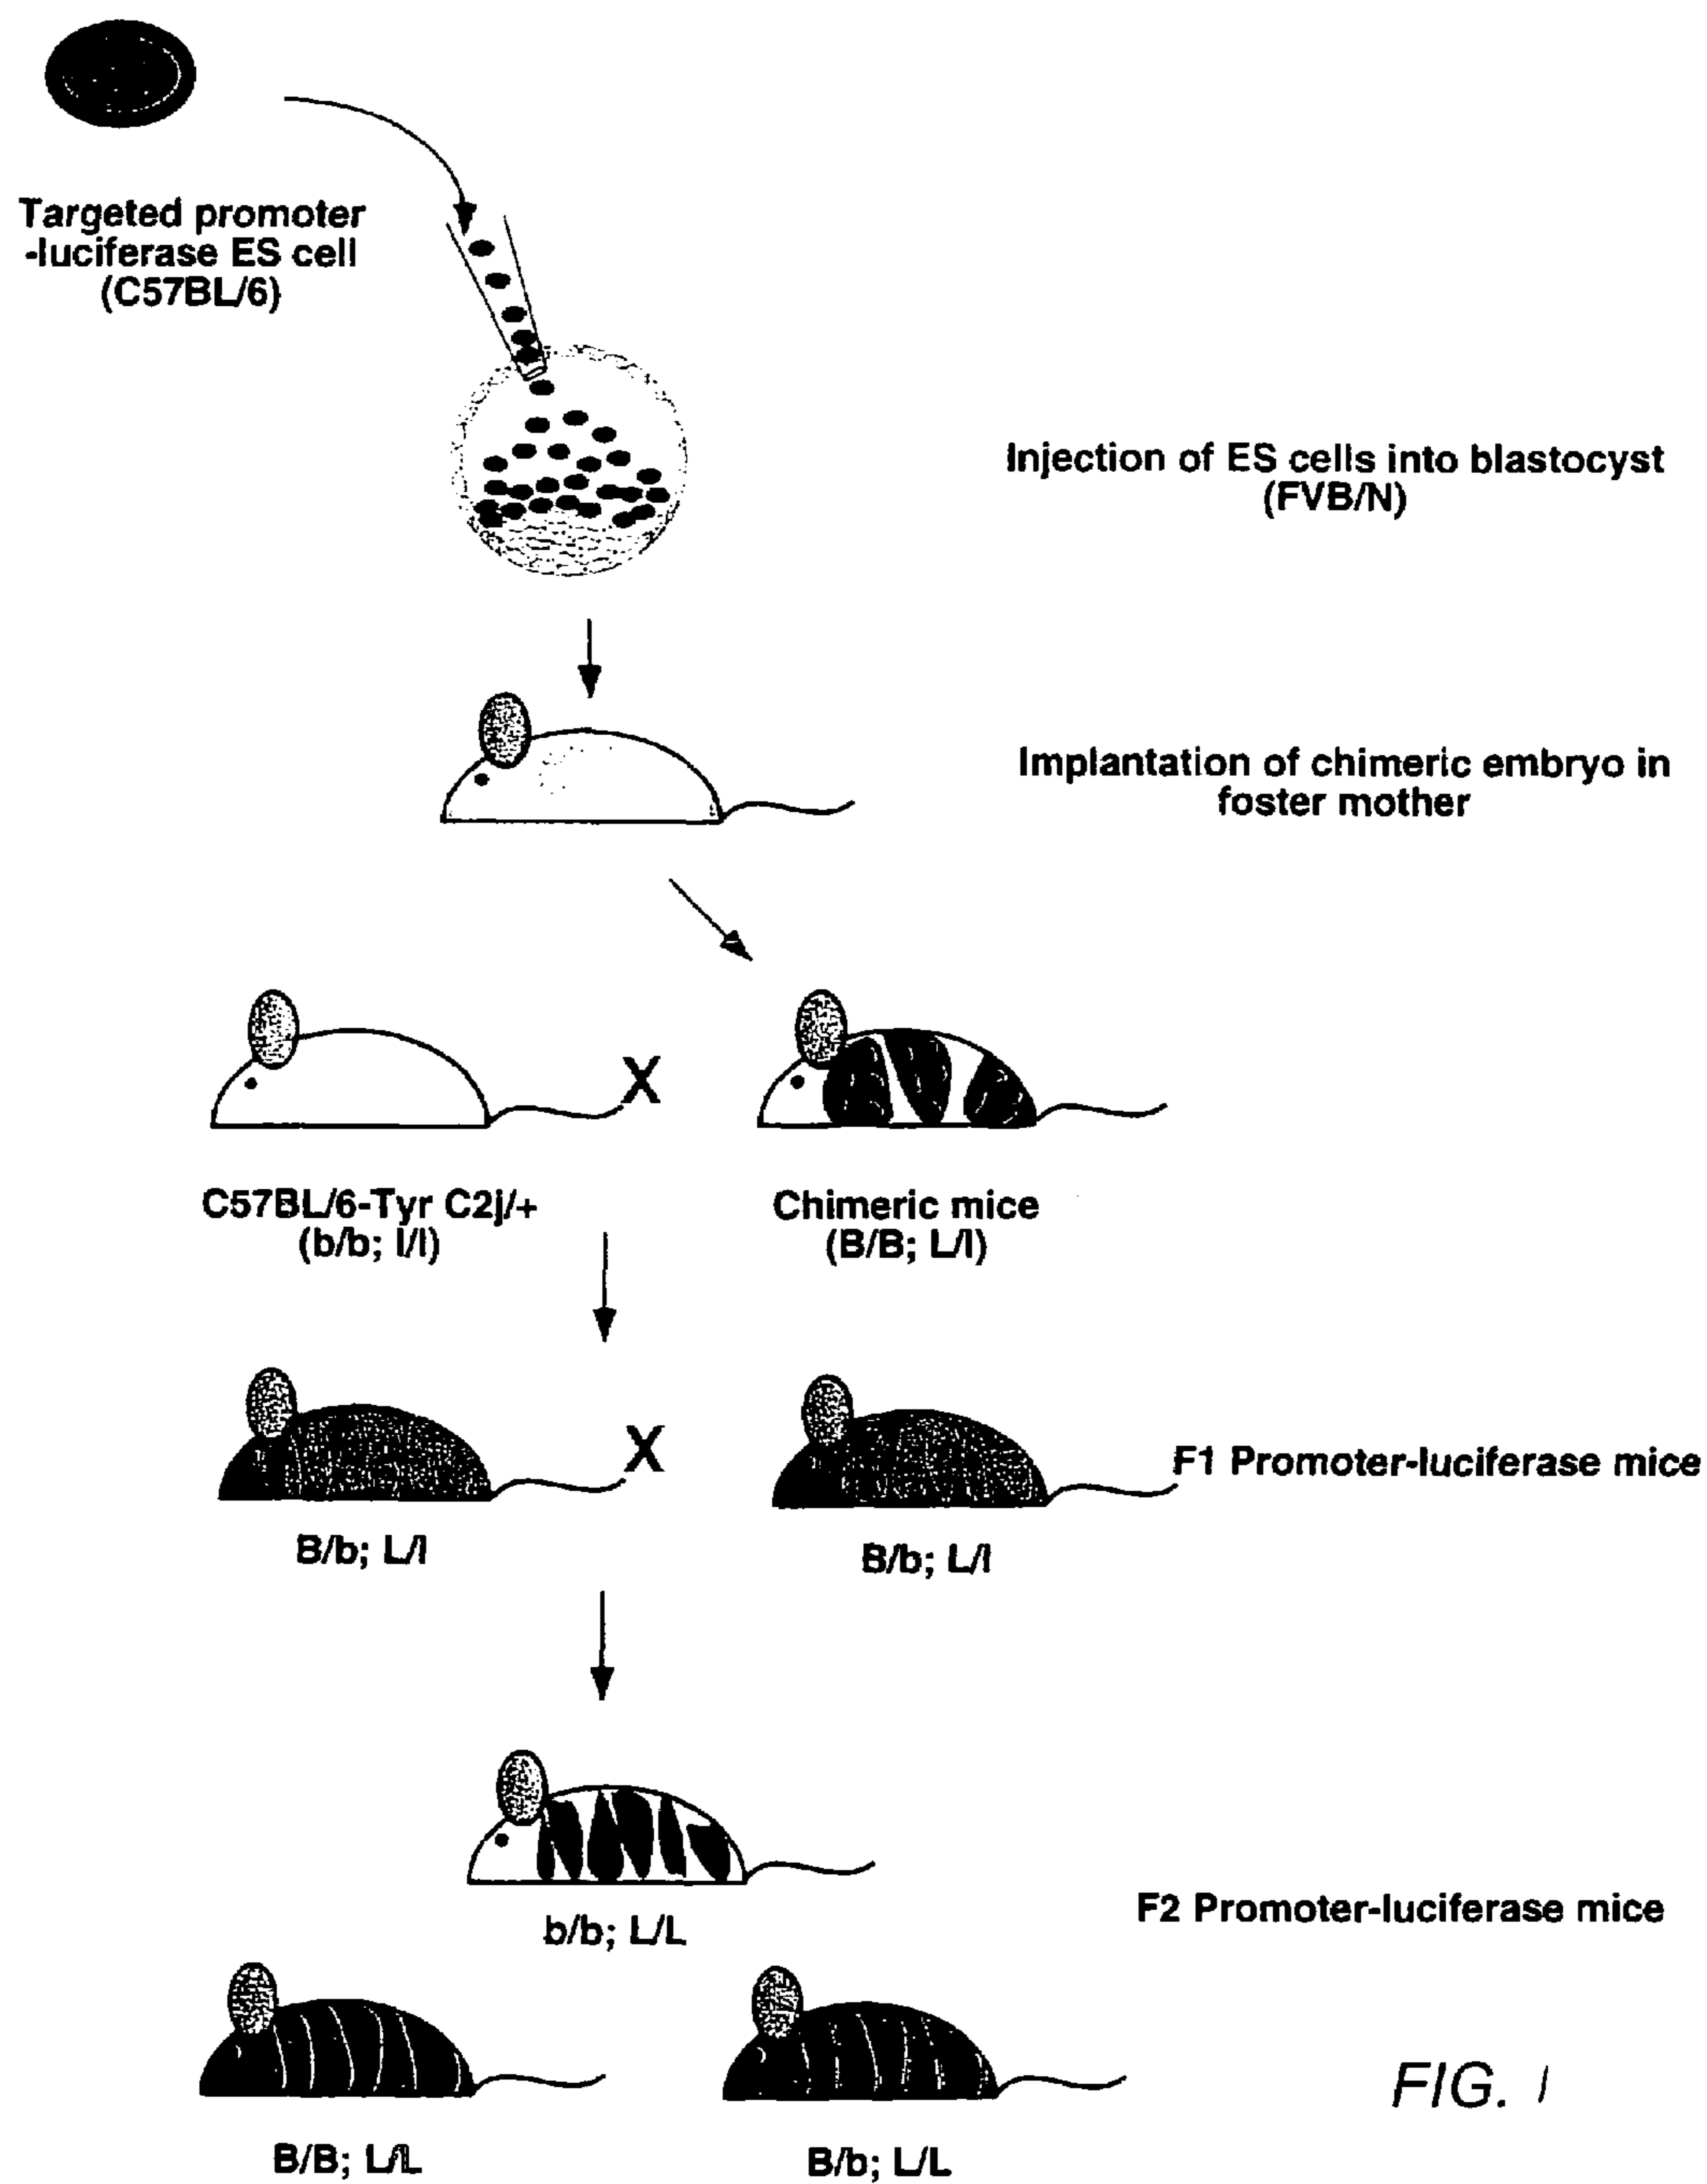 Targeted promoter
-luciferase ES cell
(C57BL/6)
Injection of ES cells into blastocyst
(FVB/N)
Implantation of chimeric embryo in
foster mother
X
C57BL/6-Tyr C2j/+
(b/b; l/l)
Chimeric mice
(B/B; L/l)
X
F1 Promoter-luciferase mice
B/b; L/l
B/b; L/l
b/b; L/L
F2 Promoter-luciferase mice
B/B; L/L
B/b; L/L
FIG. 1